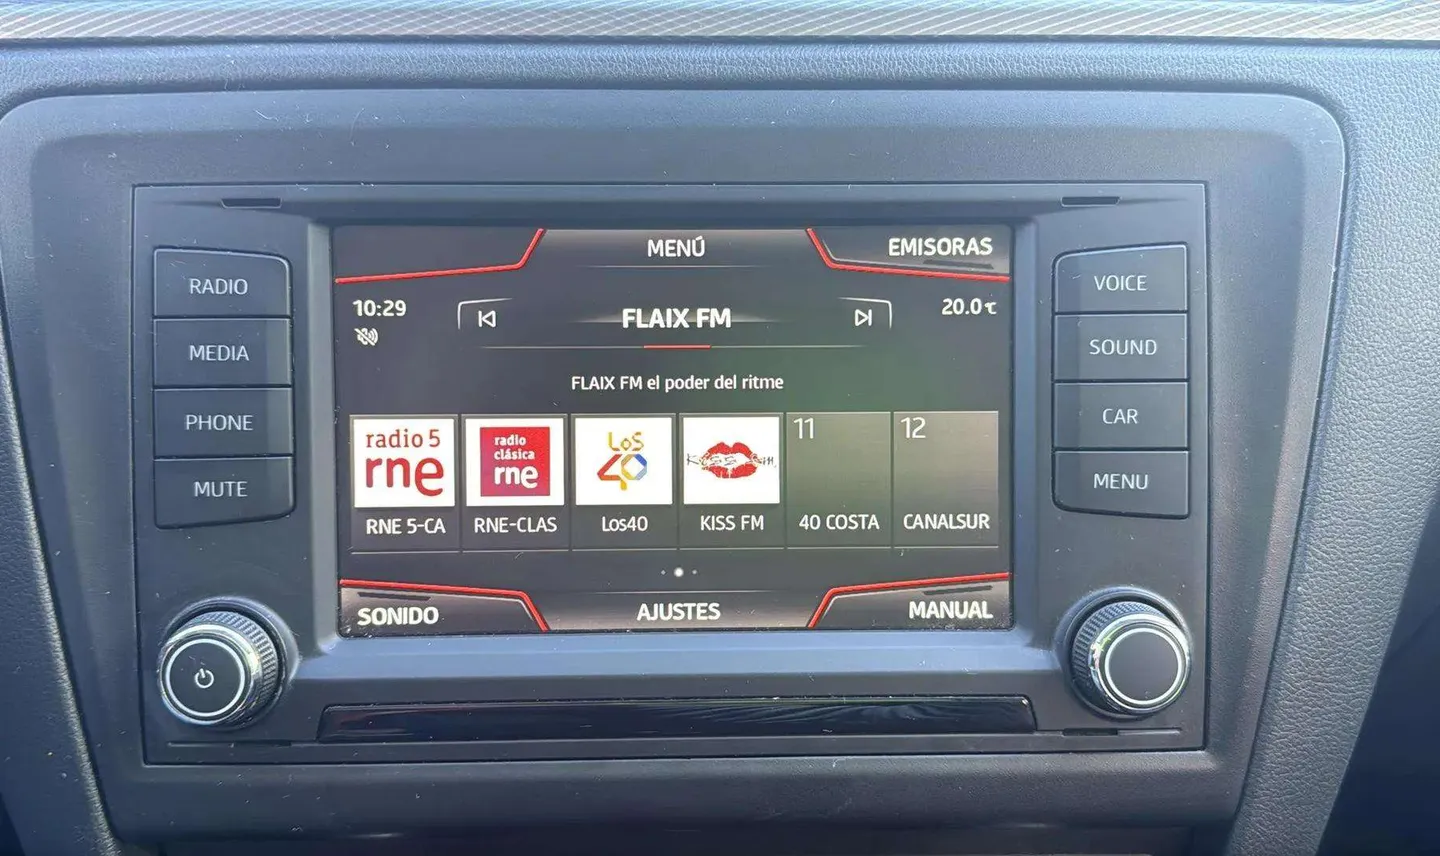 MENÚ
EMISORAS
RADIO
MEDIA
PHONE
MUTE
10:29
FLAIX FM
20.0℃
FLAIX FM el poder del ritme
radio 5
rne
radio
clásica
rne
LoS
40
11
12
RNE 5-CA
RNE-CLAS
Los40
KISS FM
40 COSTA
CANALSUR
SONIDO
AJUSTES
MANUAL
VOICE
SOUND
CAR
MENU